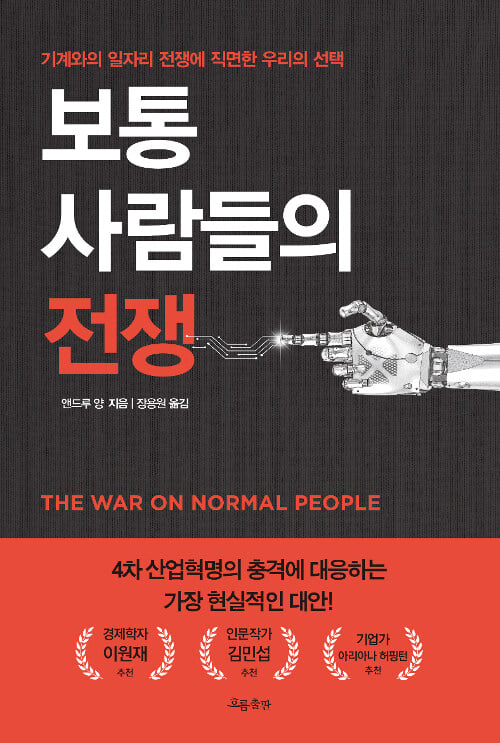 기계와의 일자리 전쟁에 직면한 우리의 선택
보통
사람들의
전쟁
앤드루 양 지음 | 장용원 옮김
THE WAR ON NORMAL PEOPLE
4차 산업혁명의 충격에 대응하는
가장 현실적인 대안!
경제학자
이원재
추천
인문작가
김민섭
추천
기업가
아리아나 허핑턴
추천
흐름출판